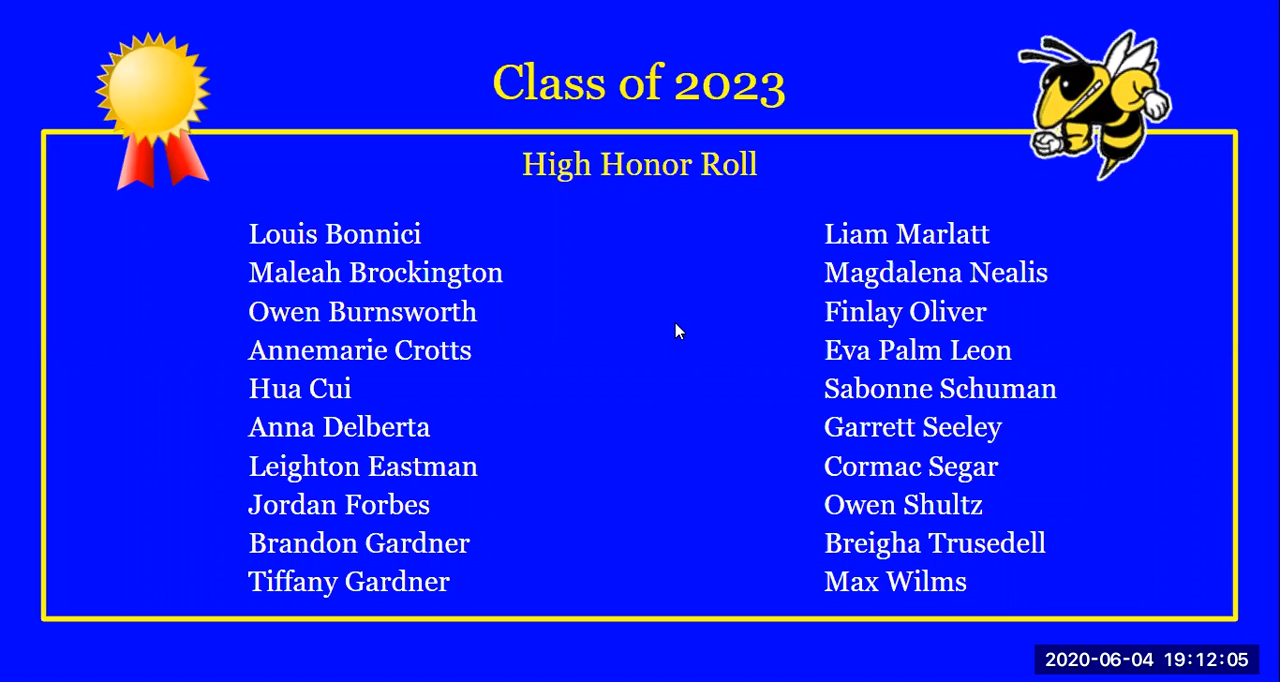 Class of 2023
High Honor Roll
Louis Bonnici
Maleah Brockington
Owen Burnsworth
Annemarie Crotts
Hua Cui
Anna Delberta
Leighton Eastman
Jordan Forbes
Brandon Gardner
Tiffany Gardner
Liam Marlatt
Magdalena Nealis
Finlay Oliver
Eva Palm Leon
Sabonne Schuman
Garrett Seeley
Cormac Segar
Owen Shultz
Breigha Trusedell
Max Wilms
2020-06-04 19:12:05